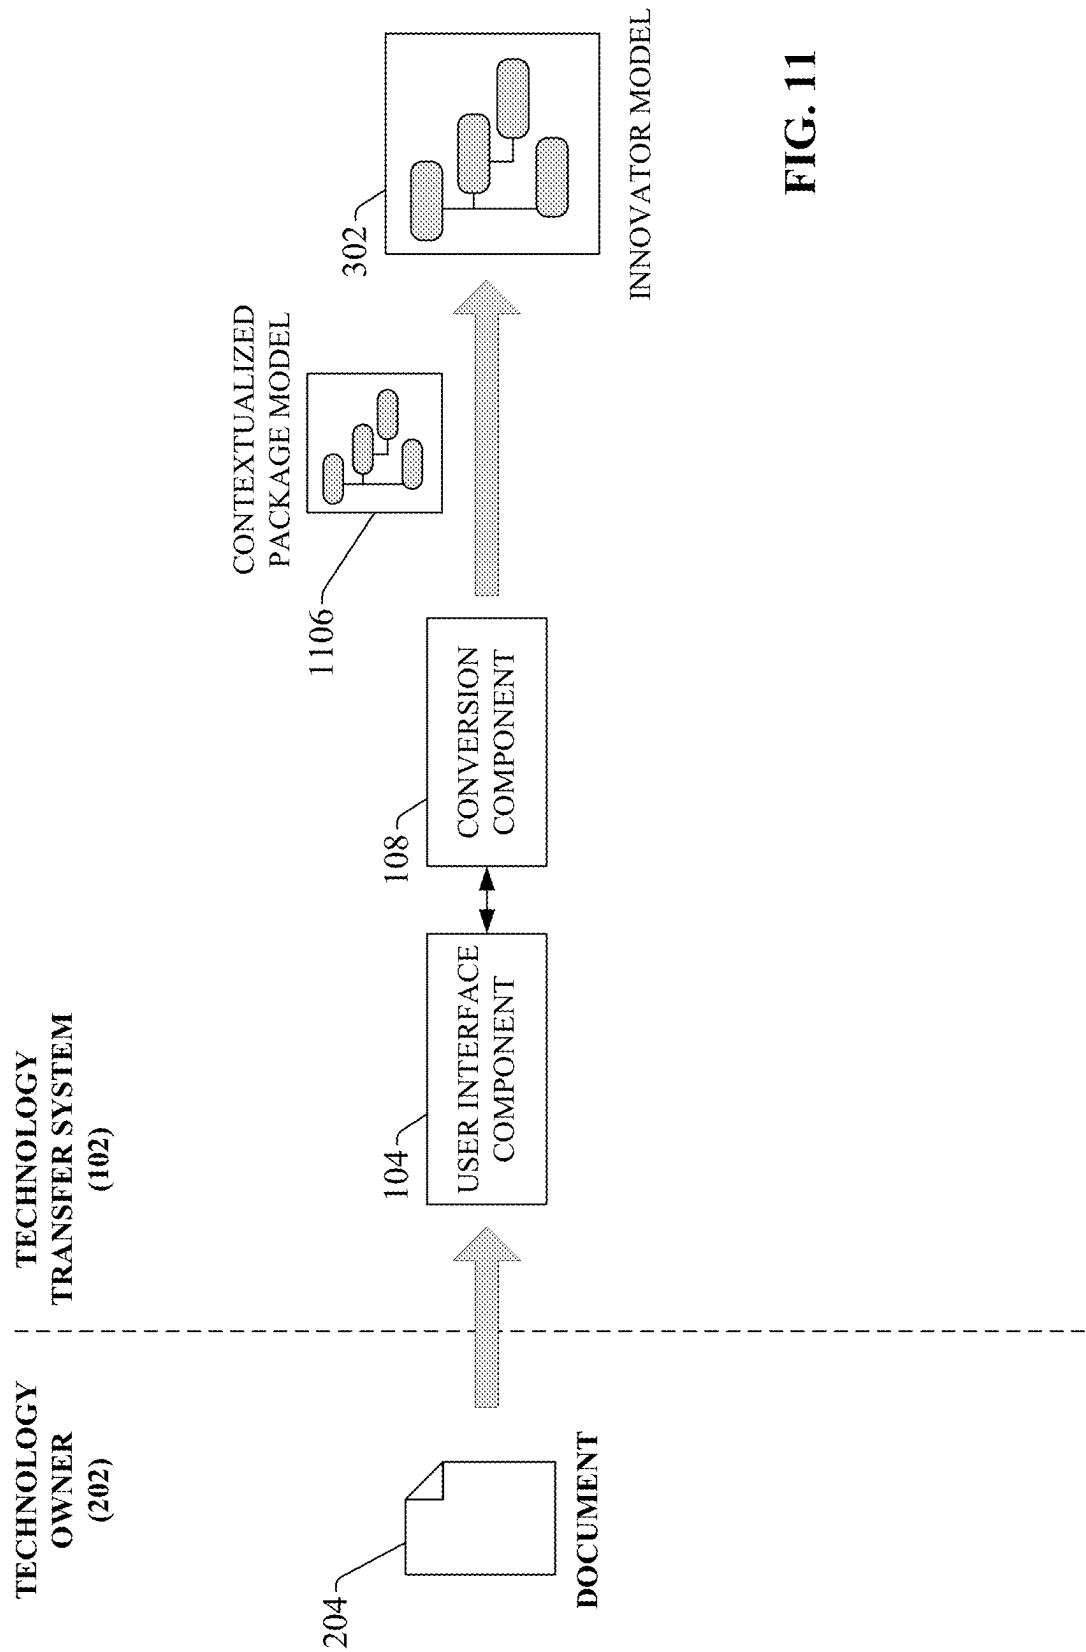 TECHNOLOGY
OWNER
(202)
TECHNOLOGY
TRANSFER SYSTEM
(102)
204
DOCUMENT
104
USER INTERFACE
COMPONENT
108
CONVERSION
COMPONENT
1106
CONTEXTUALIZED
PACKAGE MODEL
302
INNOVATOR MODEL
FIG. 11